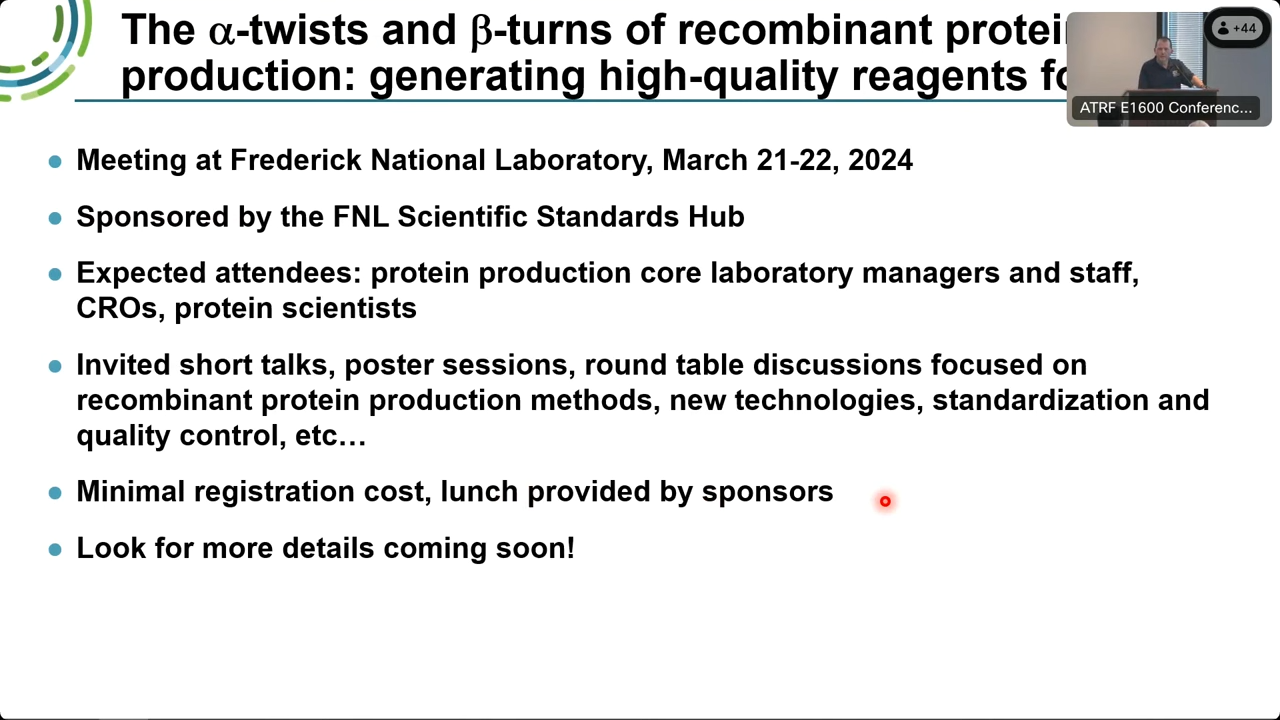 The α-twists and β-turns of recombinant
production: generating high-quality reagents
+44
ATRF E1600 Conferenc...
Meeting at Frederick National Laboratory, March 21-22, 2024
Sponsored by the FNL Scientific Standards Hub
Expected attendees: protein production core laboratory managers and staff,
CROs, protein scientists
Invited short talks, poster sessions, round table discussions focused on
recombinant protein production methods, new technologies, standardization and
quality control, etc…
Minimal registration cost, lunch provided by sponsors
Look for more details coming soon!